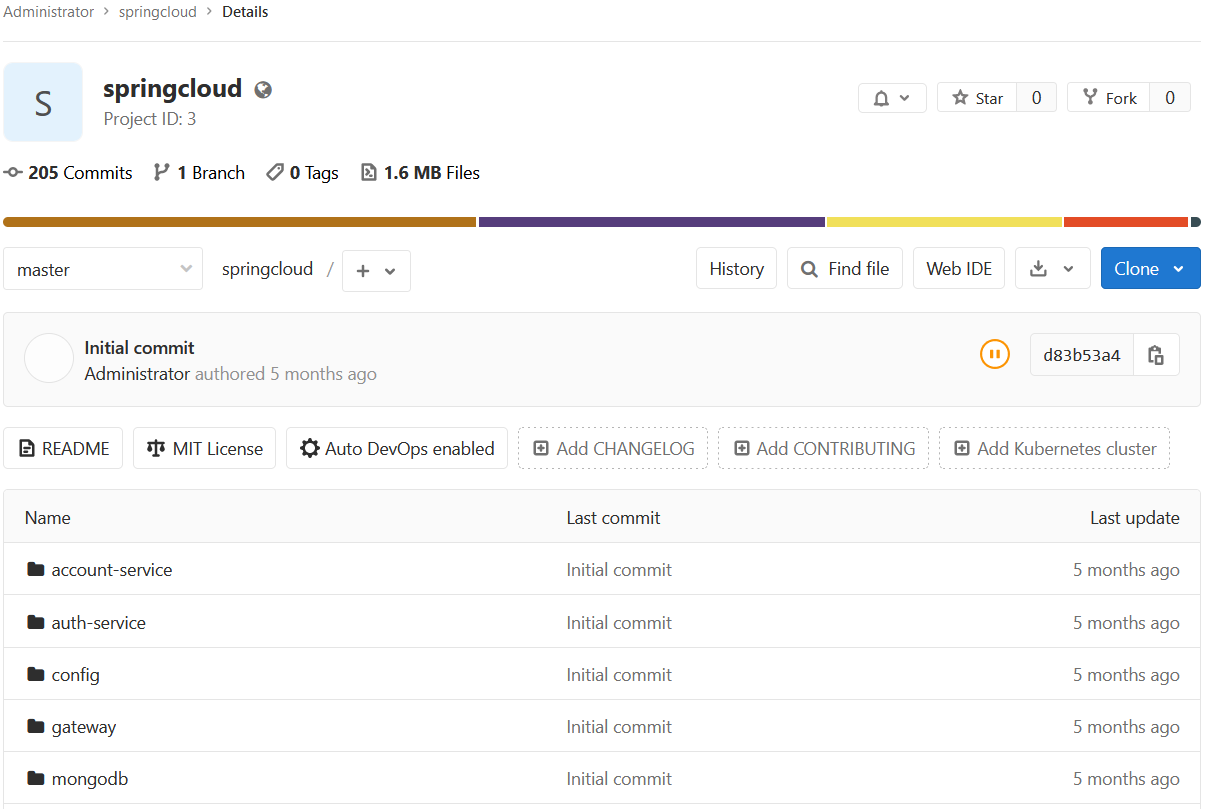 Administrator > springcloud > Details
S
springcloud
Project ID: 3
Star 0 Fork 0
205 Commits 1 Branch 0 Tags 1.6 MB Files
master springcloud / + History Find file Web IDE Clone
Initial commit
Administrator authored 5 months ago
d83b53a4
README MIT License Auto DevOps enabled Add CHANGELOG Add CONTRIBUTING Add Kubernetes cluster
Name Last commit Last update
account-service Initial commit 5 months ago
auth-service Initial commit 5 months ago
config Initial commit 5 months ago
gateway Initial commit 5 months ago
mongodb Initial commit 5 months ago